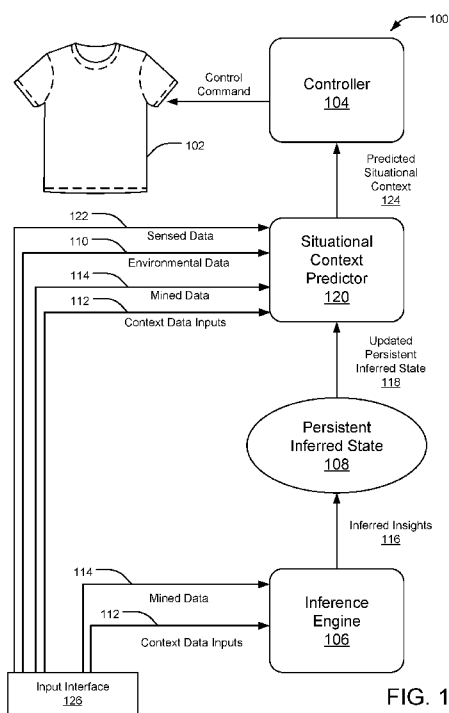 100
Control
Command
Controller
104
102
Predicted
Situational
Context
124
122
Sensed Data
110
Environmental Data
114
Mined Data
112
Context Data Inputs
Situational
Context
Predictor
120
Updated
Persistent
Inferred State
118
Persistent
Inferred State
108
Inferred Insights
116
114
Mined Data
112
Context Data Inputs
Inference
Engine
106
Input Interface
126
FIG. 1